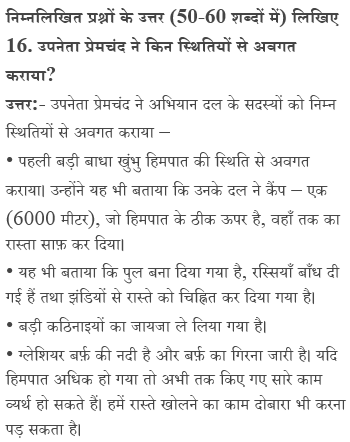 निम्नलिखित प्रश्नों के उत्तर (50-60 शब्दों में) लिखिए
16. उपनेता प्रेमचंद ने किन स्थितियों से अवगत
कराया?
उत्तर:- उपनेता प्रेमचंद ने अभियान दल के सदस्यों को निम्न
स्थितियों से अवगत कराया –
• पहली बड़ी बाधा खुंभु हिमपात की स्थिति से अवगत
कराया। उन्होंने यह भी बताया कि उनके दल ने कैंप – एक
(6000 मीटर), जो हिमपात के ठीक ऊपर है, वहाँ तक का
रास्ता साफ़ कर दिया।
• यह भी बताया कि पुल बना दिया गया है, रस्सियाँ बाँध दी
गई हैं तथा झंडियों से रास्ते को चिह्नित कर दिया गया है।
• बड़ी कठिनाइयों का जायजा ले लिया गया है।
• ग्लेशियर बर्फ़ की नदी है और बर्फ़ का गिरना जारी है। यदि
हिमपात अधिक हो गया तो अभी तक किए गए सारे काम
व्यर्थ हो सकते हैं। हमें रास्ते खोलने का काम दोबारा भी करना
पड़ सकता है।